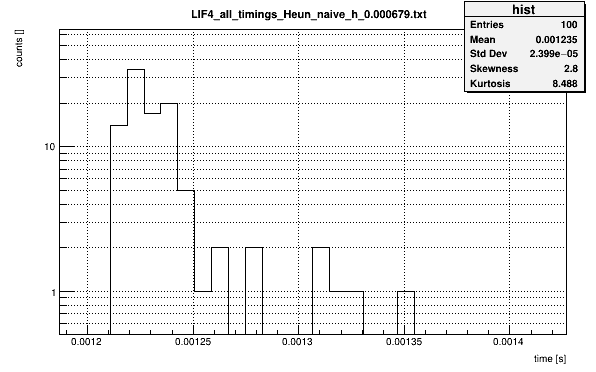 LIF4_all_timings_Heun_naive_h_0.000679.txt
hist
Entries 100
Mean 0.001235
Std Dev 2.399e−05
Skewness 2.8
Kurtosis 8.488
counts []
10
1
0.0012 0.00125 0.0013 0.00135 0.0014
time [s]